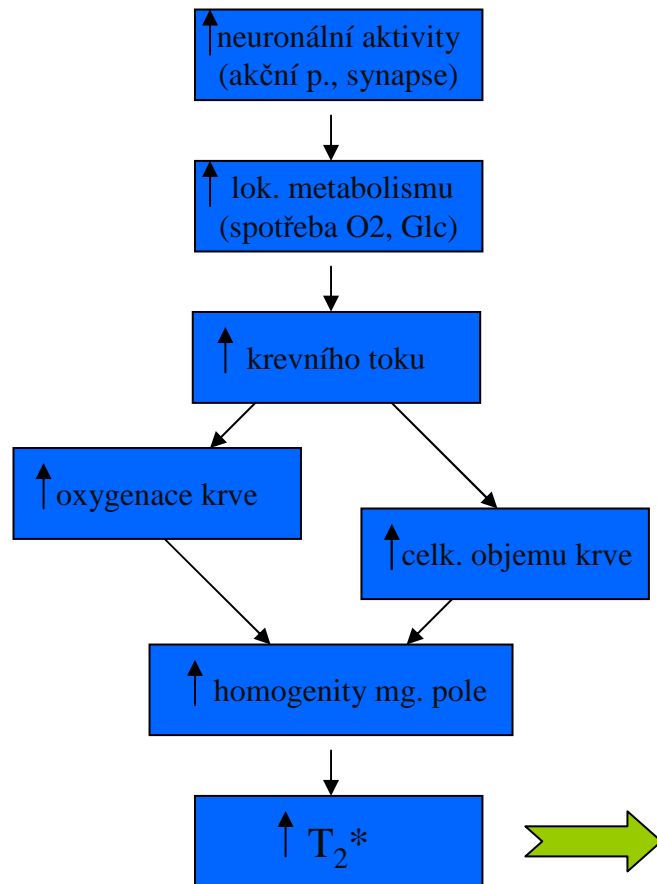 ↑neuronální aktivity
(akční p., synapse)
↑ lok. metabolismu
(spotřeba O2, Glc)
↑ krevního toku
↑oxygenace krve
↑celk. objemu krve
↑ homogenity mg. pole
↑ T₂*